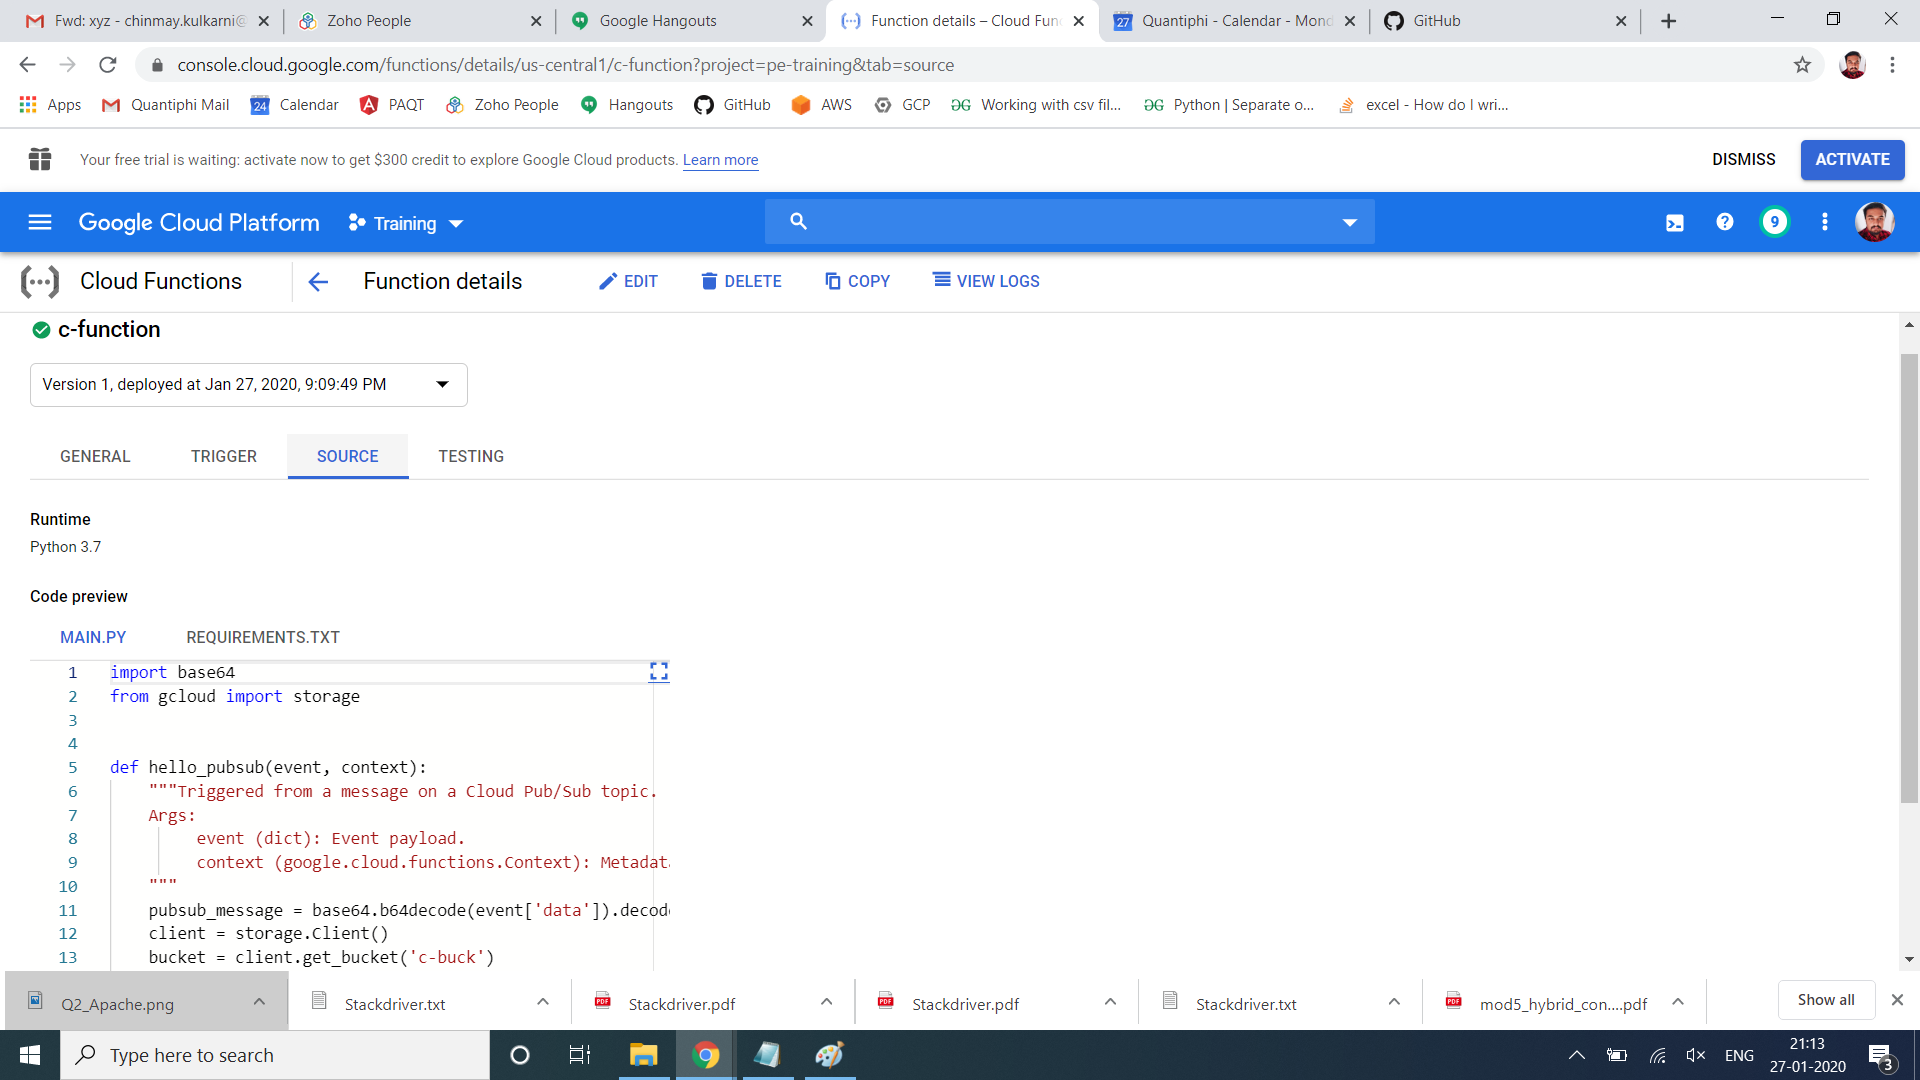 Fwd: xyz - chinmay.kulkarni@
Zoho People
Google Hangouts
Function details – Cloud Fun
27 Quantiphi - Calendar - Mond
GitHub
console.cloud.google.com/functions/details/us-central1/c-function?project=pe-training&tab=source
Apps
Quantiphi Mail
24 Calendar
PAQT
Zoho People
Hangouts
GitHub
AWS
GCP
Working with csv fil...
Python | Separate o...
excel - How do I wri...
Your free trial is waiting: activate now to get $300 credit to explore Google Cloud products. Learn more
DISMISS
ACTIVATE
Google Cloud Platform
Training
9
Cloud Functions
Function details
EDIT
DELETE
COPY
VIEW LOGS
c-function
Version 1, deployed at Jan 27, 2020, 9:09:49 PM
GENERAL
TRIGGER
SOURCE
TESTING
Runtime
Python 3.7
Code preview
MAIN.PY
REQUIREMENTS.TXT
1 import base64
2 from gcloud import storage
3
4
5 def hello_pubsub(event, context):
6 """Triggered from a message on a Cloud Pub/Sub topic.
7 Args:
8 event (dict): Event payload.
9 context (google.cloud.functions.Context): Metadat
10 """
11 pubsub_message = base64.b64decode(event['data']).decod
12 client = storage.Client()
13 bucket = client.get_bucket('c-buck')
Q2_Apache.png
Stackdriver.txt
PDF Stackdriver.pdf
PDF Stackdriver.pdf
Stackdriver.txt
PDF mod5_hybrid_con....pdf
Show all
Type here to search
ENG
21:13
27-01-2020
3